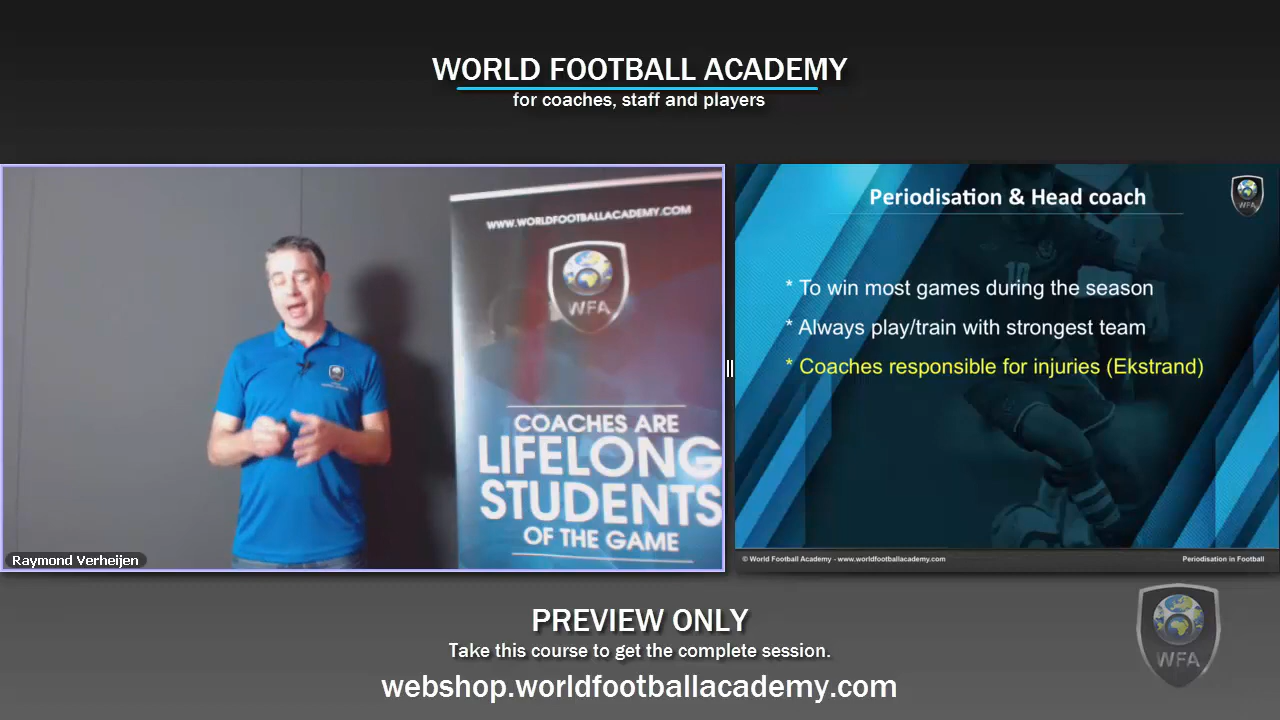 WORLD FOOTBALL ACADEMY
for coaches, staff and players
WWW.WORLDFOOTBALLACADEMY.COM
WFA
COACHES ARE
LIFELONG
STUDENTS
OF THE GAME
Raymond Verheijen
Periodisation & Head coach
WFA
* To win most games during the season
* Always play/train with strongest team
* Coaches responsible for injuries (Ekstrand)
10
© World Football Academy - www.worldfootballacademy.com
Periodisation in Football
PREVIEW ONLY
Take this course to get the complete session.
webshop.worldfootballacademy.com
WFA